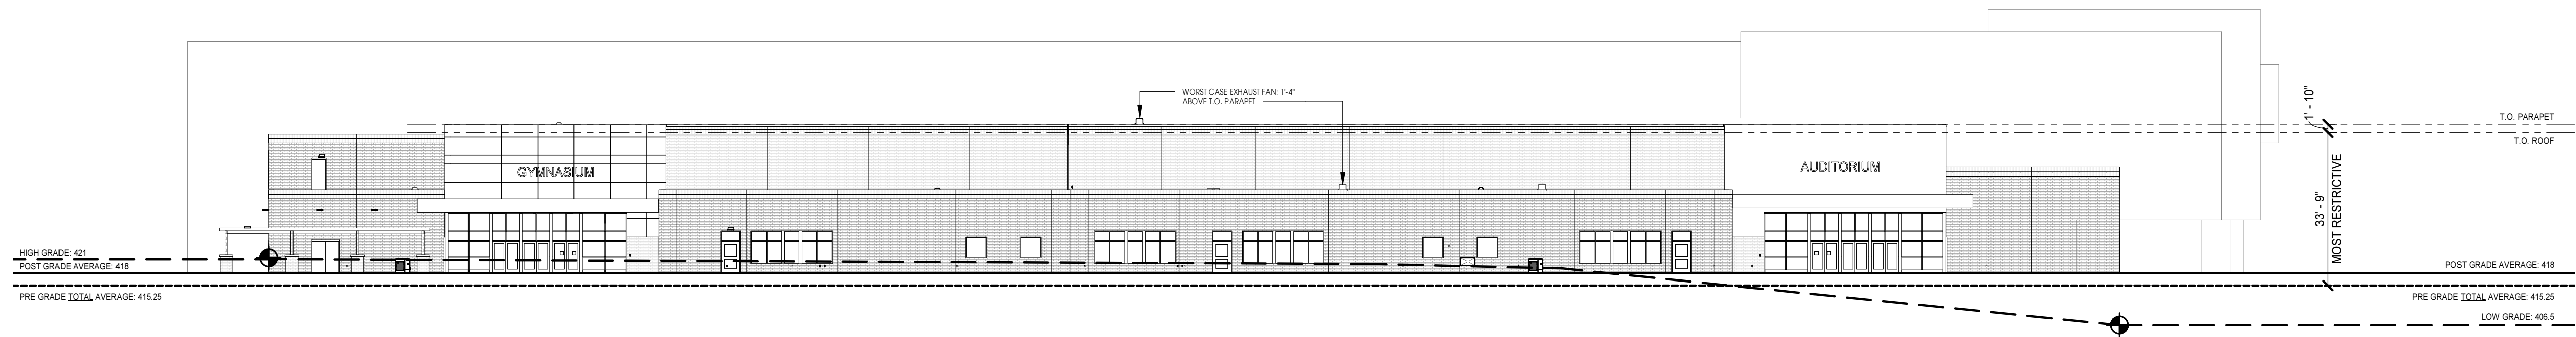 WORST CASE EXHAUST FAN: 1'-4"
ABOVE T.O. PARAPET
1' - 10"
T.O. PARAPET
T.O. ROOF
GYMNASIUM
AUDITORIUM
33' - 9"
MOST RESTRICTIVE
HIGH GRADE: 421
POST GRADE AVERAGE: 418
POST GRADE AVERAGE: 418
PRE GRADE TOTAL AVERAGE: 415.25
PRE GRADE TOTAL AVERAGE: 415.25
LOW GRADE: 406.5